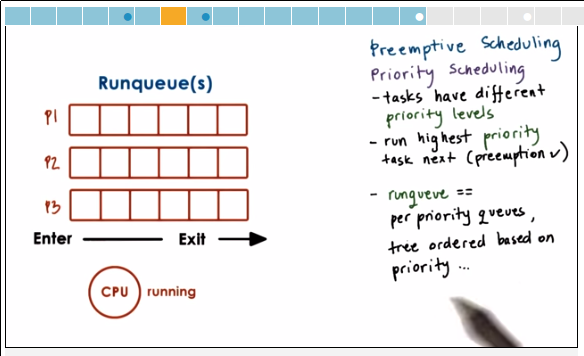 Runqueue(s)
P1
P2
P3
Enter
Exit
CPU
running
Preemptive Scheduling
Priority Scheduling
- tasks have different
priority levels
- run highest priority
task next (preemption ✓)
- runqueue ==
per priority queues,
tree ordered based on
priority ...